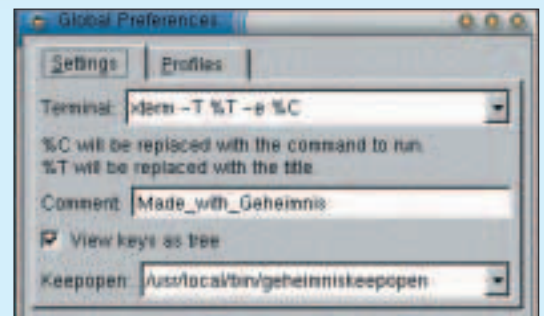 Global Preferences
Settings Profiles
Terminal: xterm -T %T -e %C
%C will be replaced with the command to run.
%T will be replaced with the title.
Comment: Made_with_Geheimnis
View keys as tree
Keepopen: /usr/local/bin/geheimniskeepopen